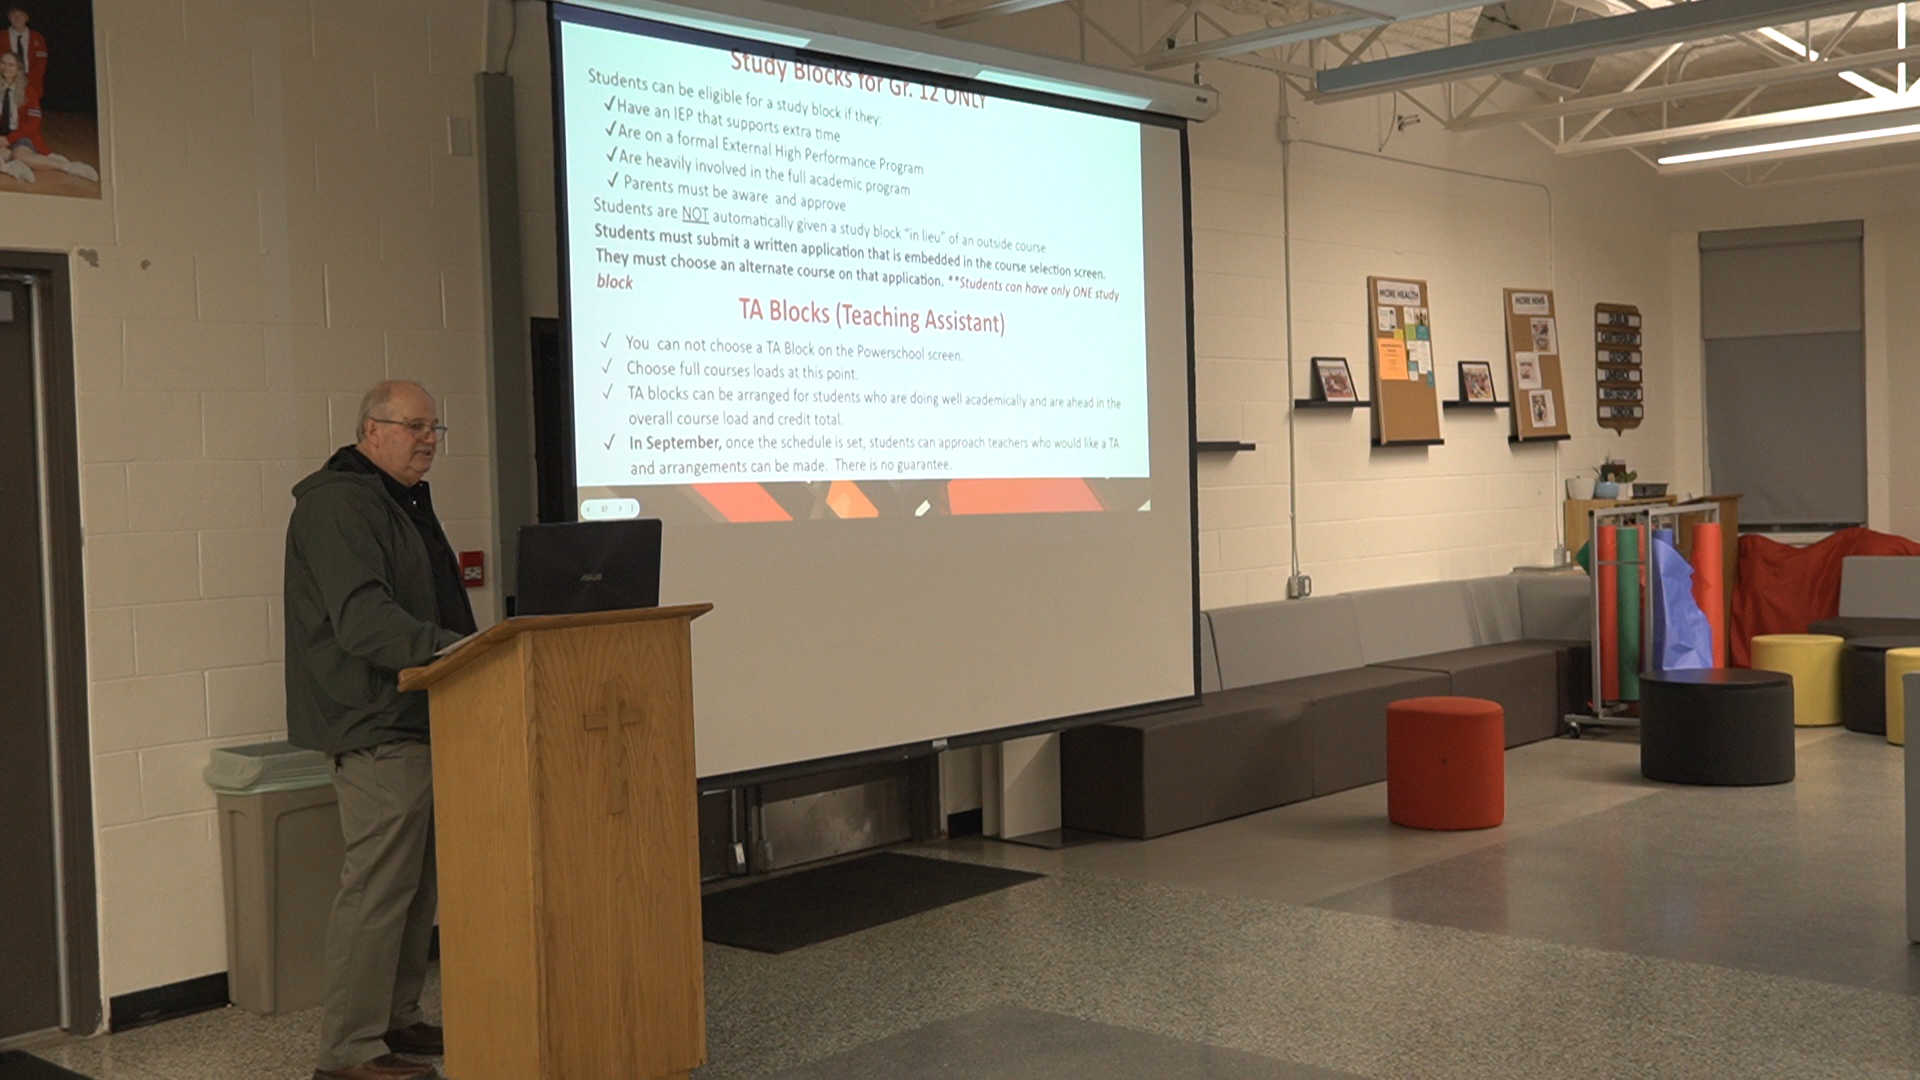 Study Blocks for Gr. 12 ONLY
Students can be eligible for a study block if they:
✓Have an IEP that supports extra time
✓Are on a formal External High Performance Program
✓Are heavily involved in the full academic program
✓ Parents must be aware and approve
Students are NOT automatically given a study block "in lieu" of an outside course
Students must submit a written application that is embedded in the course selection screen.
They must choose an alternate course on that application. **Students can have only ONE study
block
TA Blocks (Teaching Assistant)
✓ You can not choose a TA Block on the Powerschool screen.
✓ Choose full courses loads at this point.
✓ TA blocks can be arranged for students who are doing well academically and are ahead in the
overall course load and credit total.
✓ In September, once the schedule is set, students can approach teachers who would like a TA
and arrangements can be made. There is no guarantee.
ASUS
MORE HEALTH
MORE NEWS